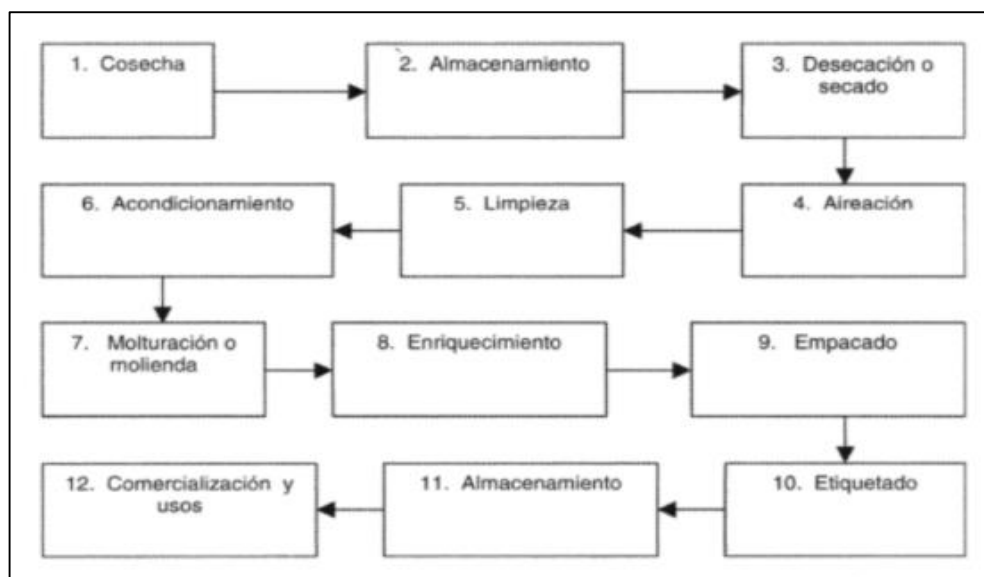 1. Cosecha
2. Almacenamiento
3. Desecación o
secado
4. Aireación
5. Limpieza
6. Acondicionamiento
7. Molturación o
molienda
8. Enriquecimiento
9. Empacado
10. Etiquetado
11. Almacenamiento
12. Comercialización y
usos